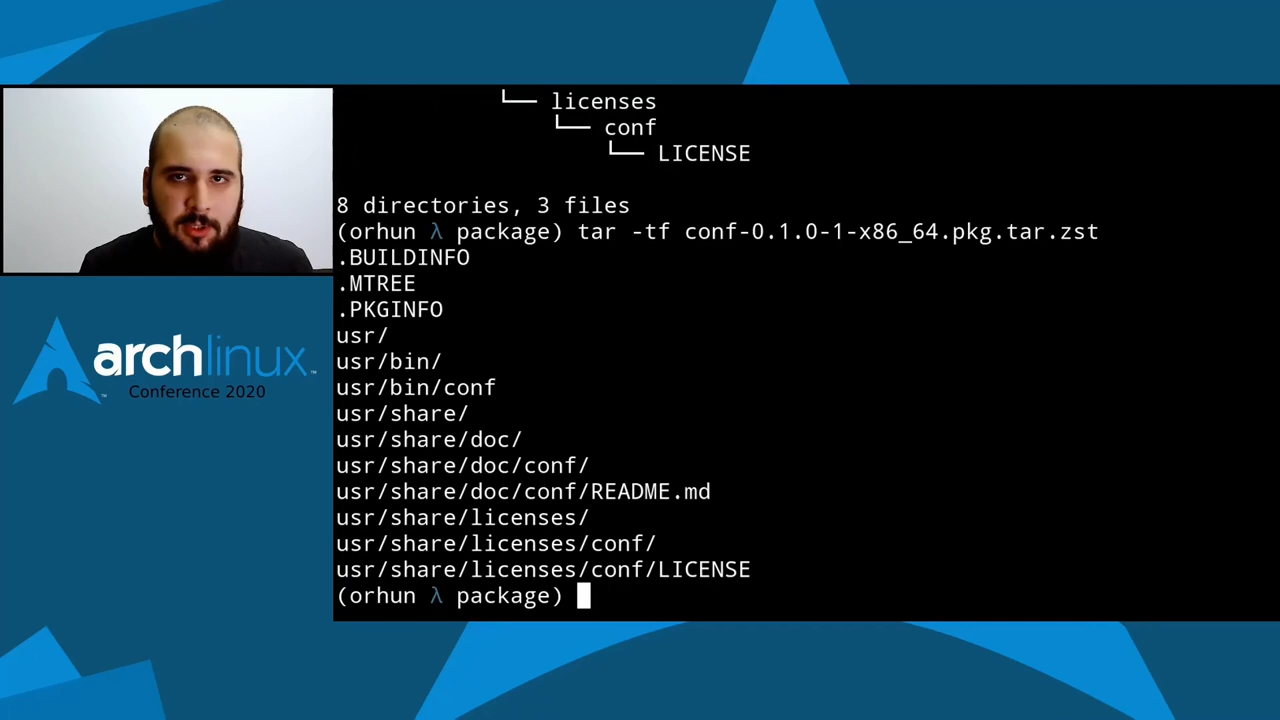 └── licenses
└── conf
└── LICENSE
8 directories, 3 files
(orhun λ package) tar -tf conf-0.1.0-1-x86_64.pkg.tar.zst
.BUILDINFO
.MTREE
.PKGINFO
usr/
usr/bin/
usr/bin/conf
usr/share/
usr/share/doc/
usr/share/doc/conf/
usr/share/doc/conf/README.md
usr/share/licenses/
usr/share/licenses/conf/
usr/share/licenses/conf/LICENSE
(orhun λ package)
archlinux™
Conference 2020